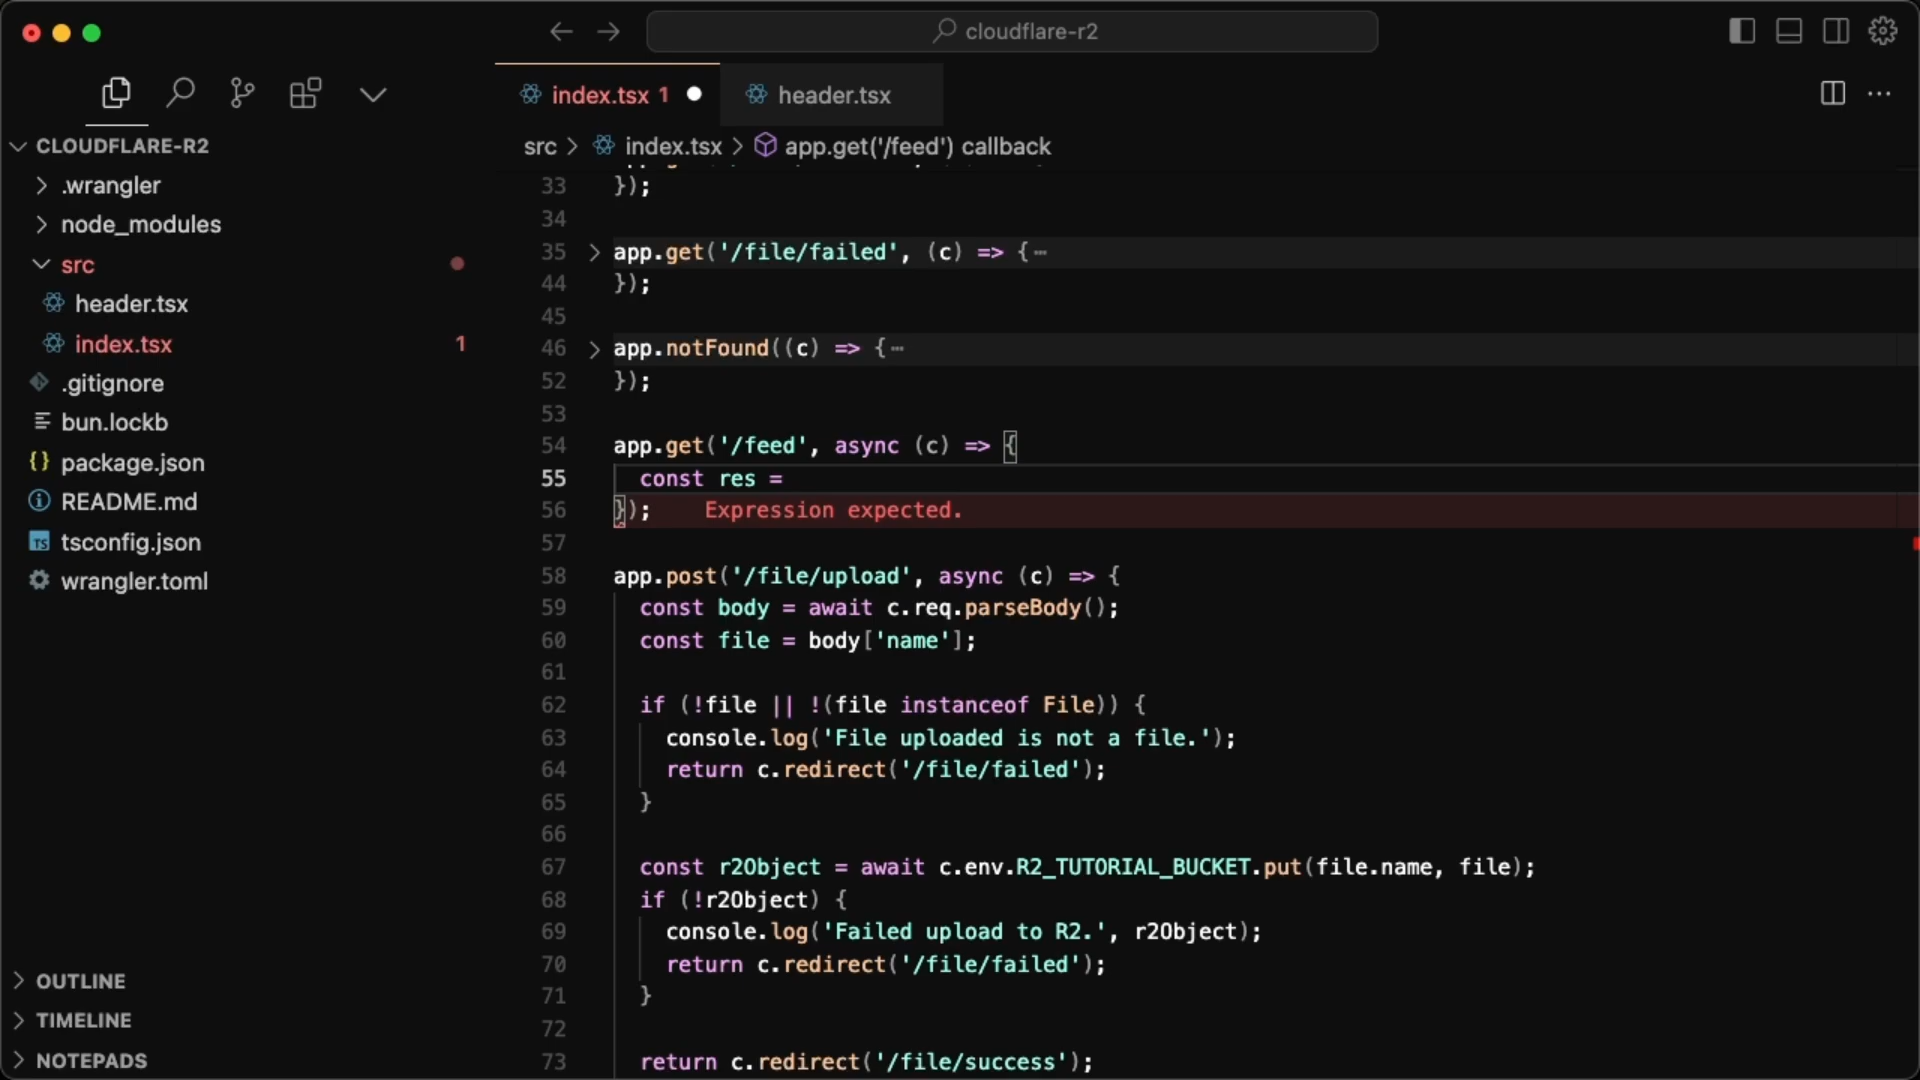 cloudflare-r2
index.tsx 1
header.tsx
src > index.tsx > app.get('/feed') callback
CLOUDFLARE-R2
.wrangler
node_modules
src
header.tsx
index.tsx 1
.gitignore
bun.lockb
package.json
README.md
tsconfig.json
wrangler.toml
OUTLINE
TIMELINE
NOTEPADS
33 });
34
35 app.get('/file/failed', (c) => {⋯
44 });
45
46 app.notFound((c) => {⋯
52 });
53
54 app.get('/feed', async (c) => {
55 const res =
56 }); Expression expected.
57
58 app.post('/file/upload', async (c) => {
59 const body = await c.req.parseBody();
60 const file = body['name'];
61
62 if (!file || !(file instanceof File)) {
63 console.log('File uploaded is not a file.');
64 return c.redirect('/file/failed');
65 }
66
67 const r2Object = await c.env.R2_TUTORIAL_BUCKET.put(file.name, file);
68 if (!r2Object) {
69 console.log('Failed upload to R2.', r2Object);
70 return c.redirect('/file/failed');
71 }
72
73 return c.redirect('/file/success');